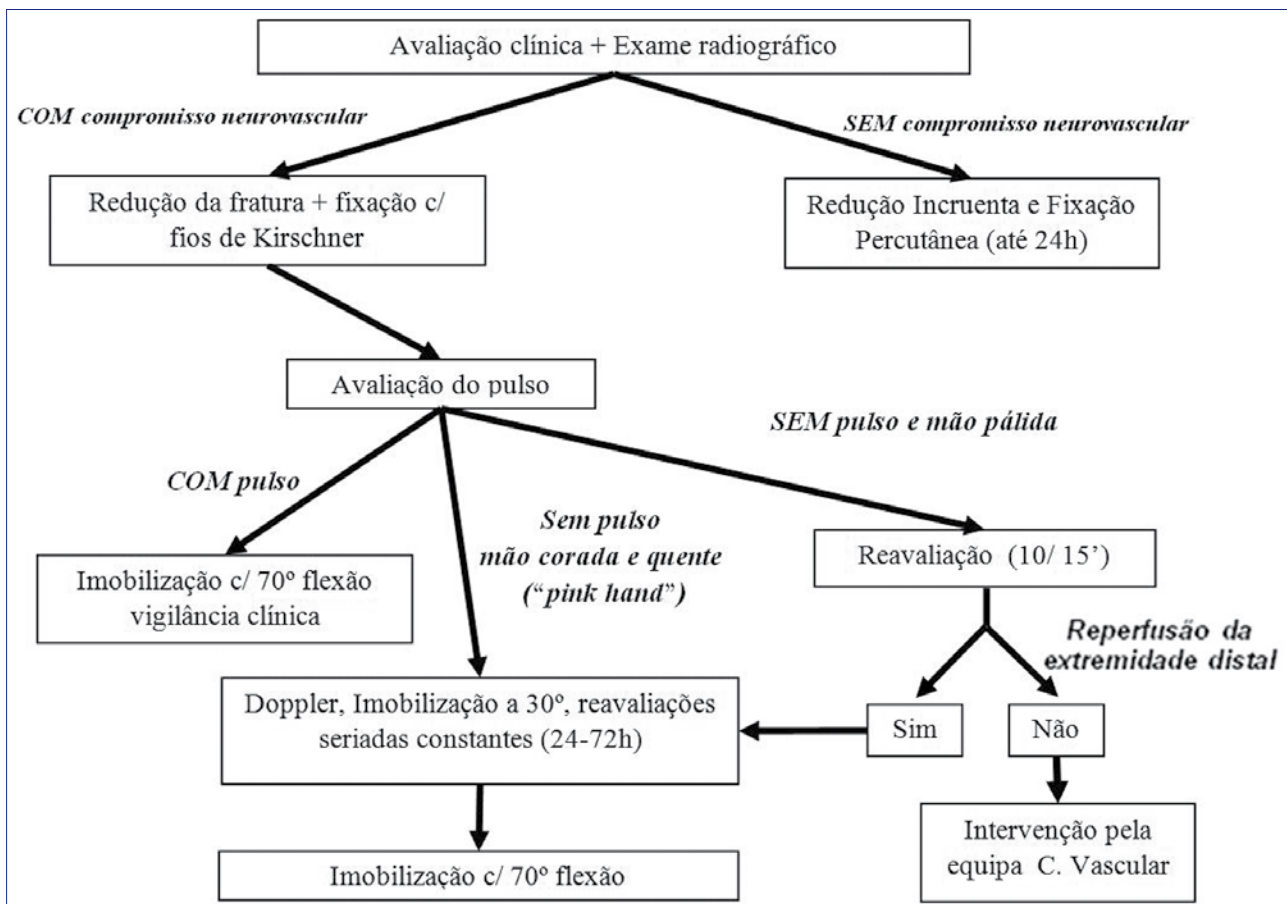 Avaliação clínica + Exame radiográfico
COM compromisso neurovascular
SEM compromisso neurovascular
Redução da fratura + fixação c/
fios de Kirschner
Redução Incruenta e Fixação
Percutânea (até 24h)
Avaliação do pulso
SEM pulso e mão pálida
COM pulso
Sem pulso
mão corada e quente
(“pink hand”)
Reavaliação (10/ 15’)
Imobilização c/ 70º flexão
vigilância clínica
Reperfusão da
extremidade distal
Doppler, Imobilização a 30º, reavaliações
seriadas constantes (24-72h)
Sim
Não
Imobilização c/ 70º flexão
Intervenção pela
equipa C. Vascular